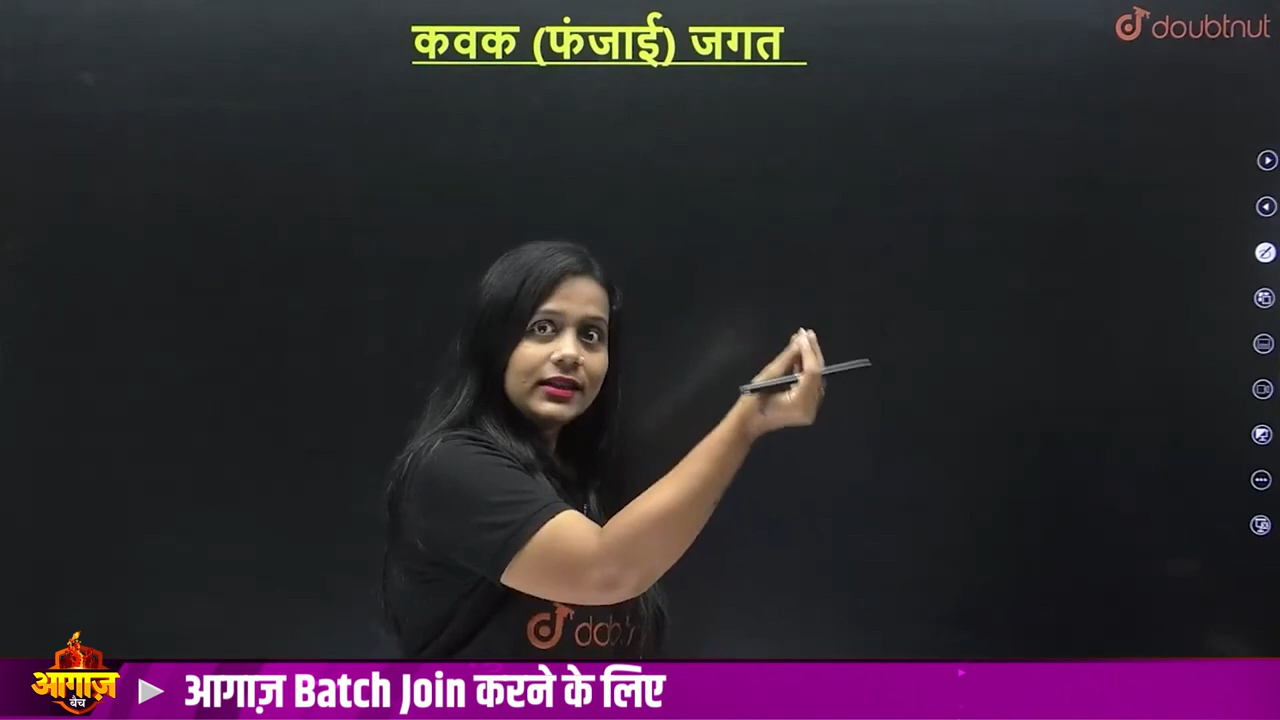 कवक (फंजाई) जगत
doubtnut
आगाज़
बैच
आगाज़ Batch Join करने के लिए